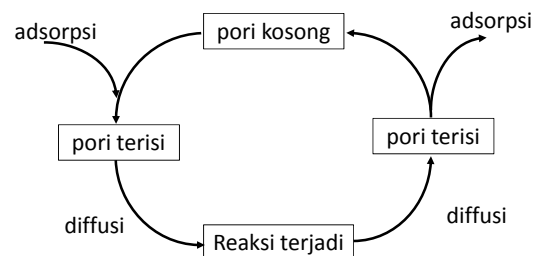 adsorpsi
pori kosong
adsorpsi
pori terisi
pori terisi
diffusi
diffusi
Reaksi terjadi